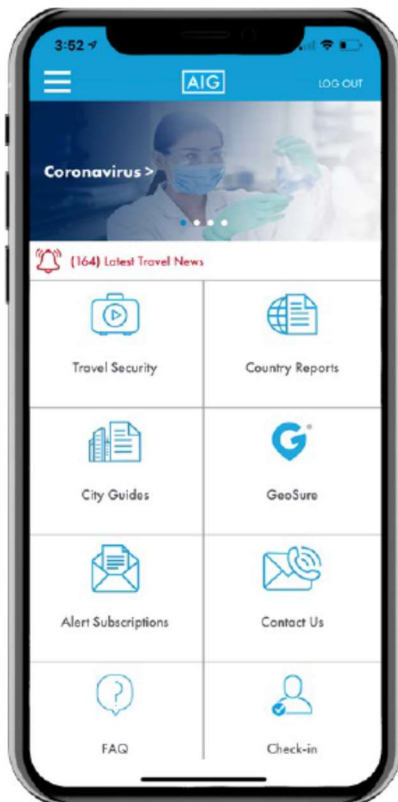 3:52
AIG
LOG OUT
Coronavirus >
(164) Latest Travel News
Travel Security
Country Reports
City Guides
GeoSure
Alert Subscriptions
Contact Us
FAQ
Check-in